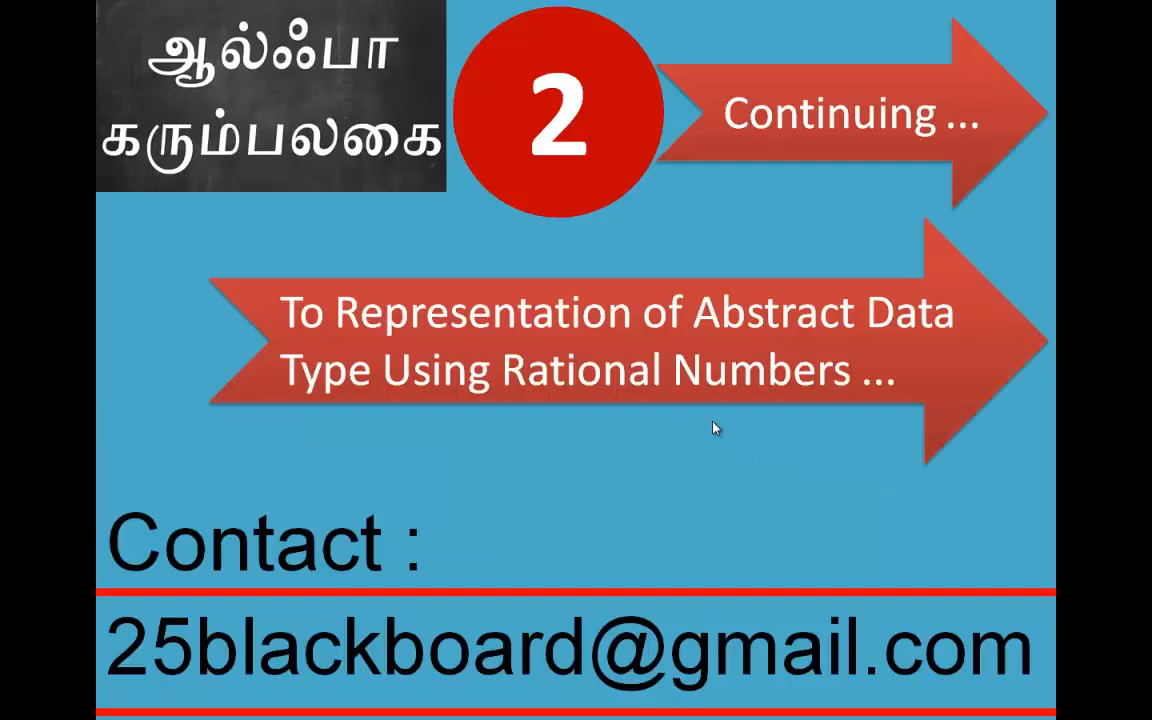 ஆல்ஃபா
கரும்பலகை
2
Continuing ...
To Representation of Abstract Data
Type Using Rational Numbers ...
Contact :
25blackboard@gmail.com